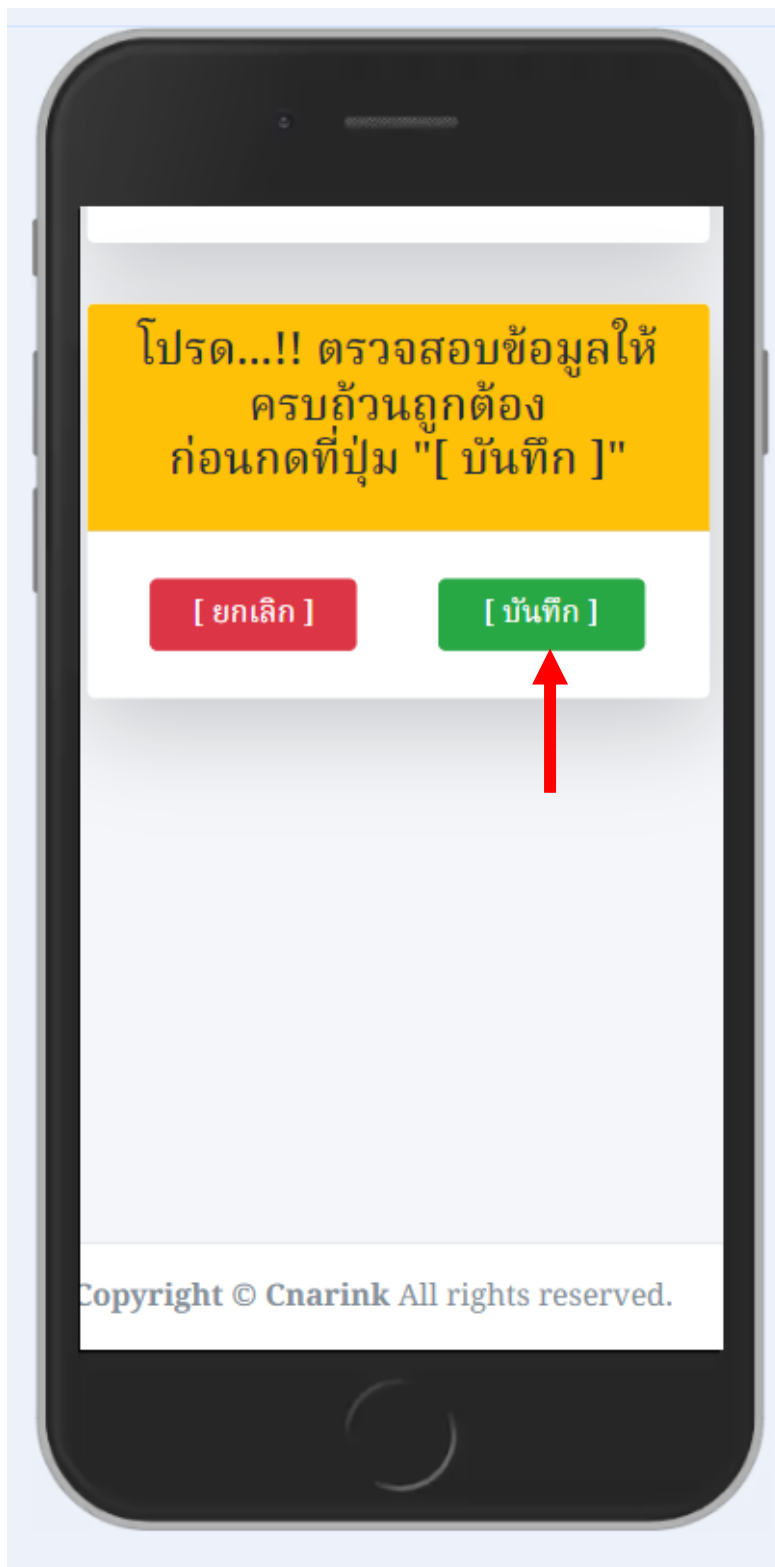 โปรด...!! ตรวจสอบข้อมูลให้
ครบถ้วนถูกต้อง
ก่อนกดที่ปุ่ม "[ บันทึก ]"
[ ยกเลิก ]
[ บันทึก ]
Copyright © Cnarink All rights reserved.